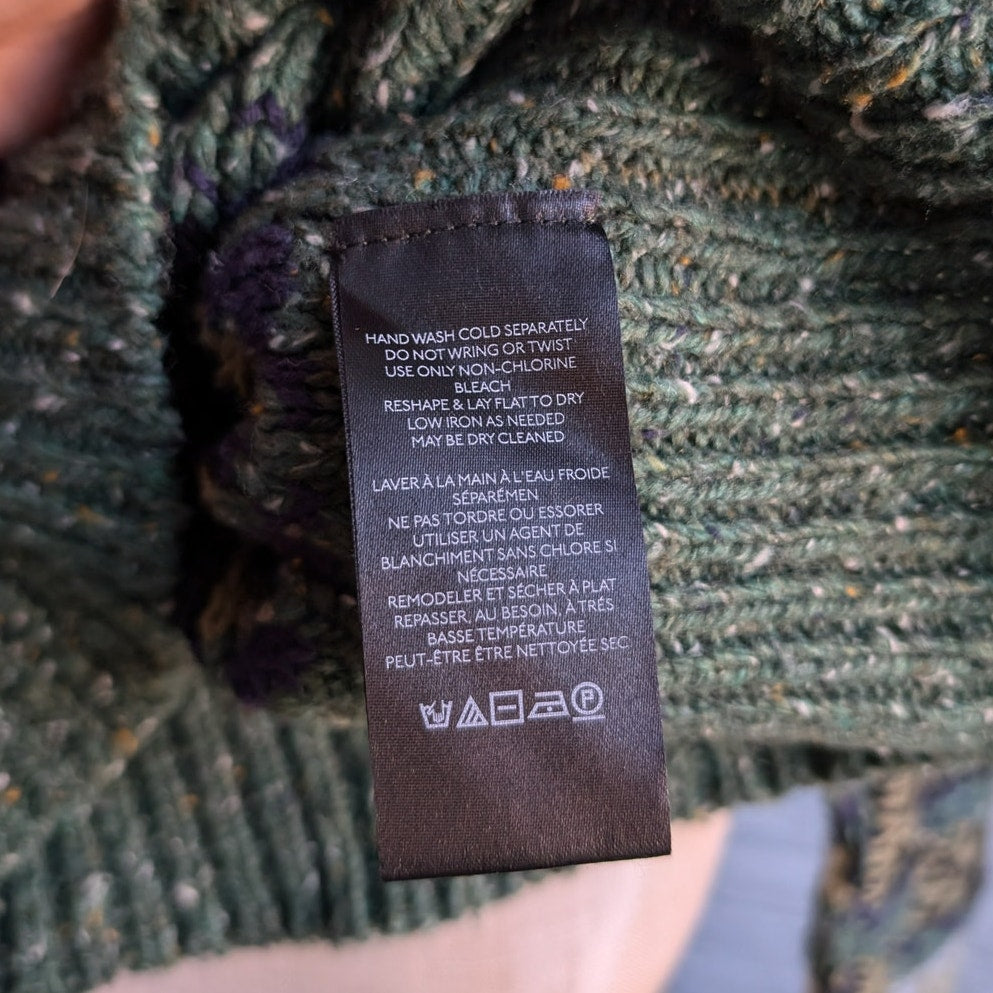 HAND WASH COLD SEPARATELY
DO NOT WRING OR TWIST
USE ONLY NON-CHLORINE
BLEACH
RESHAPE & LAY FLAT TO DRY
LOW IRON AS NEEDED
MAY BE DRY CLEANED
LAVER À LA MAIN À L'EAU FROIDE
SÉPARÉMEN
NE PAS TORDRE OU ESSORER
UTILISER UN AGENT DE
BLANCHIMENT SANS CHLORE SI
NÉCESSAIRE
REMODELER ET SÉCHER À PLAT
REPASSER, AU BESOIN, À TRÉS
BASSE TEMPÉRATURE
PEUT-ÊTRE ÊTRE NETTOYÉE SEC
P